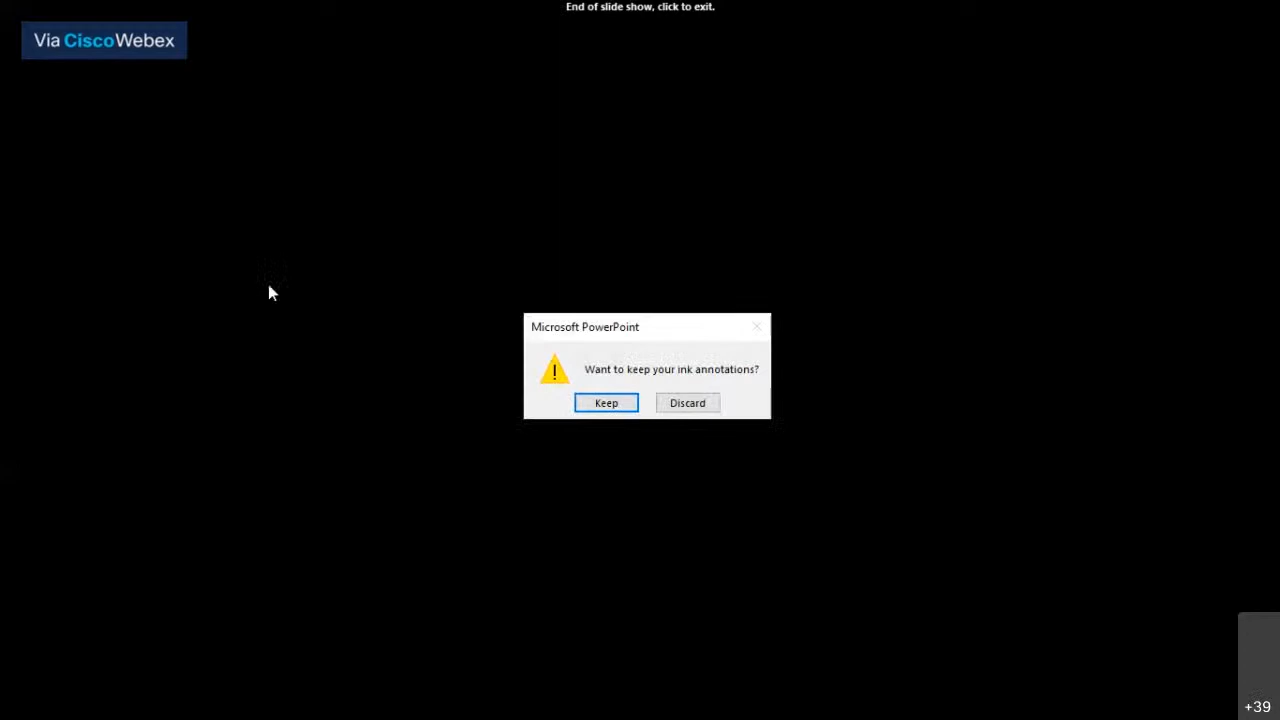 End of slide show, click to exit.
Via CiscoWebex
Microsoft PowerPoint
Want to keep your ink annotations?
Keep
Discard
+39